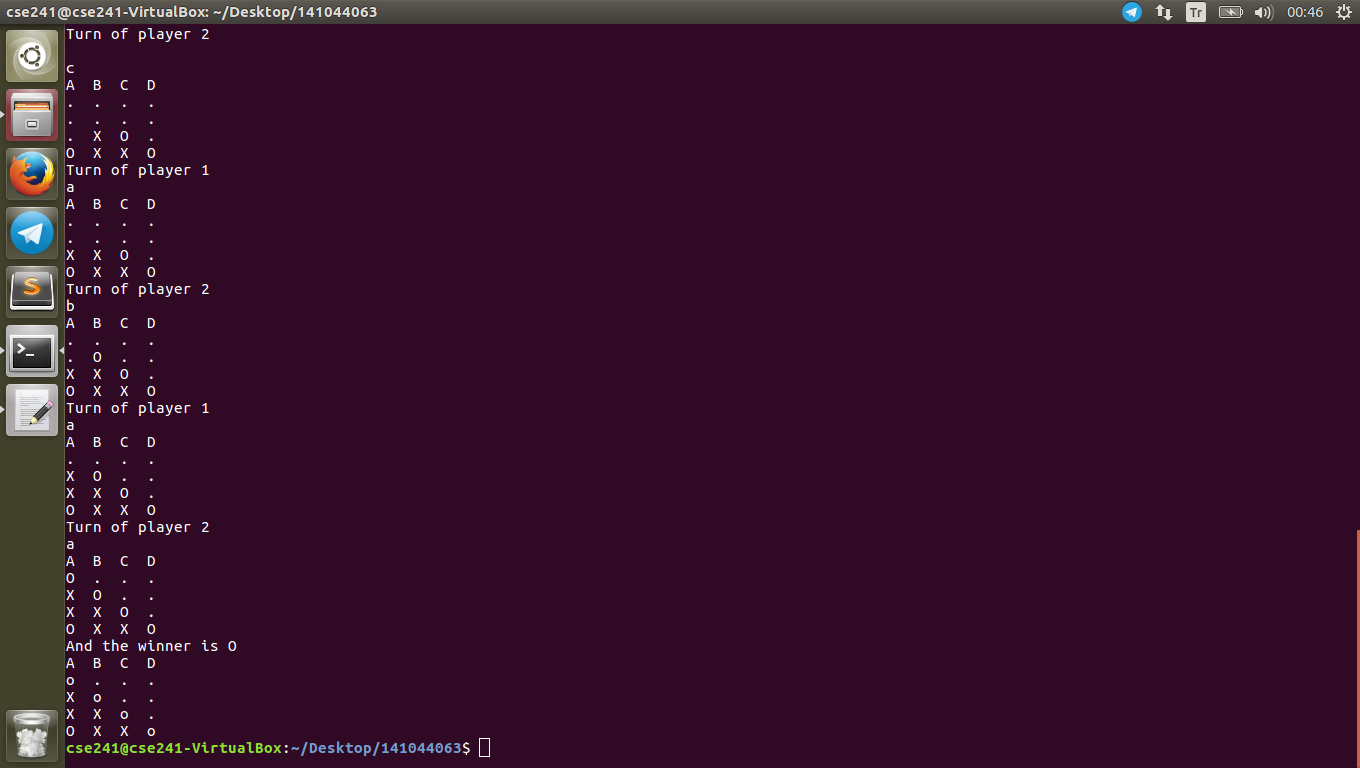 cse241@cse241-VirtualBox: ~/Desktop/141044063
Tr
00:46
Turn of player 2
c
A B C D
. . . .
. . . .
. X O .
O X X O
Turn of player 1
a
A B C D
. . . .
. . . .
X X O .
O X X O
Turn of player 2
b
A B C D
. . . .
. O . .
X X O .
O X X O
Turn of player 1
a
A B C D
. . . .
X O . .
X X O .
O X X O
Turn of player 2
a
A B C D
O . . .
X O . .
X X O .
O X X O
And the winner is O
A B C D
o . . .
X o . .
X X o .
O X X o
cse241@cse241-VirtualBox:~/Desktop/141044063$